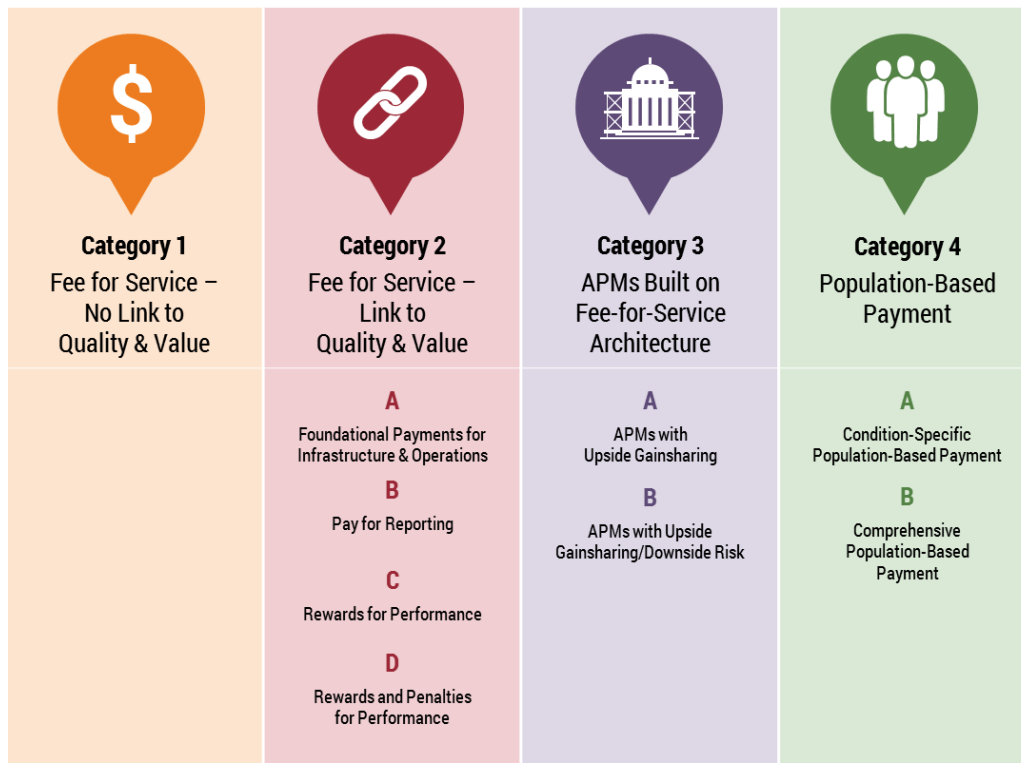 $
Category 1
Fee for Service –
No Link to
Quality & Value
Category 2
Fee for Service –
Link to
Quality & Value
A
Foundational Payments for
Infrastructure & Operations
B
Pay for Reporting
C
Rewards for Performance
D
Rewards and Penalties
for Performance
Category 3
APMs Built on
Fee-for-Service
Architecture
A
APMs with
Upside Gainsharing
B
APMs with Upside
Gainsharing/Downside Risk
Category 4
Population-Based
Payment
A
Condition-Specific
Population-Based Payment
B
Comprehensive
Population-Based
Payment